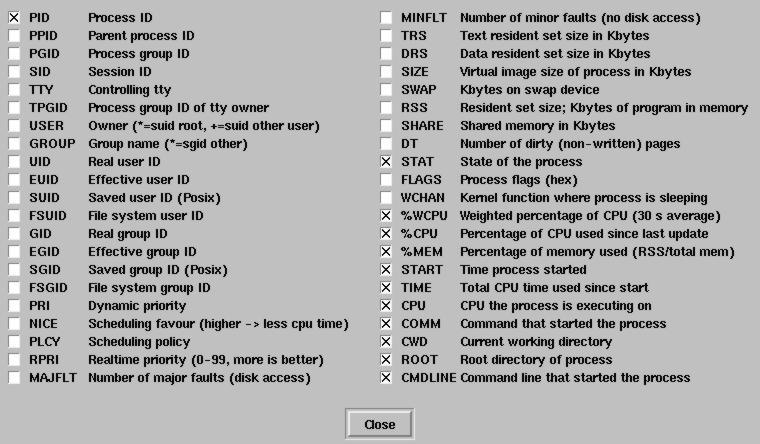 PID Process ID
PPID Parent process ID
PGID Process group ID
SID Session ID
TTY Controlling tty
TPGID Process group ID of tty owner
USER Owner (*=suid root, +=suid other user)
GROUP Group name (*=sgid other)
UID Real user ID
EUID Effective user ID
SUID Saved user ID (Posix)
FSUID File system user ID
GID Real group ID
EGID Effective group ID
SGID Saved group ID (Posix)
FSGID File system group ID
PRI Dynamic priority
NICE Scheduling favour (higher -> less cpu time)
PLCY Scheduling policy
RPRI Realtime priority (0-99, more is better)
MAJFLT Number of major faults (disk access)
MINFLT Number of minor faults (no disk access)
TRS Text resident set size in Kbytes
DRS Data resident set size in Kbytes
SIZE Virtual image size of process in Kbytes
SWAP Kbytes on swap device
RSS Resident set size; Kbytes of program in memory
SHARE Shared memory in Kbytes
DT Number of dirty (non-written) pages
STAT State of the process
FLAGS Process flags (hex)
WCHAN Kernel function where process is sleeping
%WCPU Weighted percentage of CPU (30 s average)
%CPU Percentage of CPU used since last update
%MEM Percentage of memory used (RSS/total mem)
START Time process started
TIME Total CPU time used since start
CPU CPU the process is executing on
COMM Command that started the process
CWD Current working directory
ROOT Root directory of process
CMDLINE Command line that started the process
Close